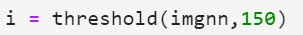 i = threshold(imgnn,150)